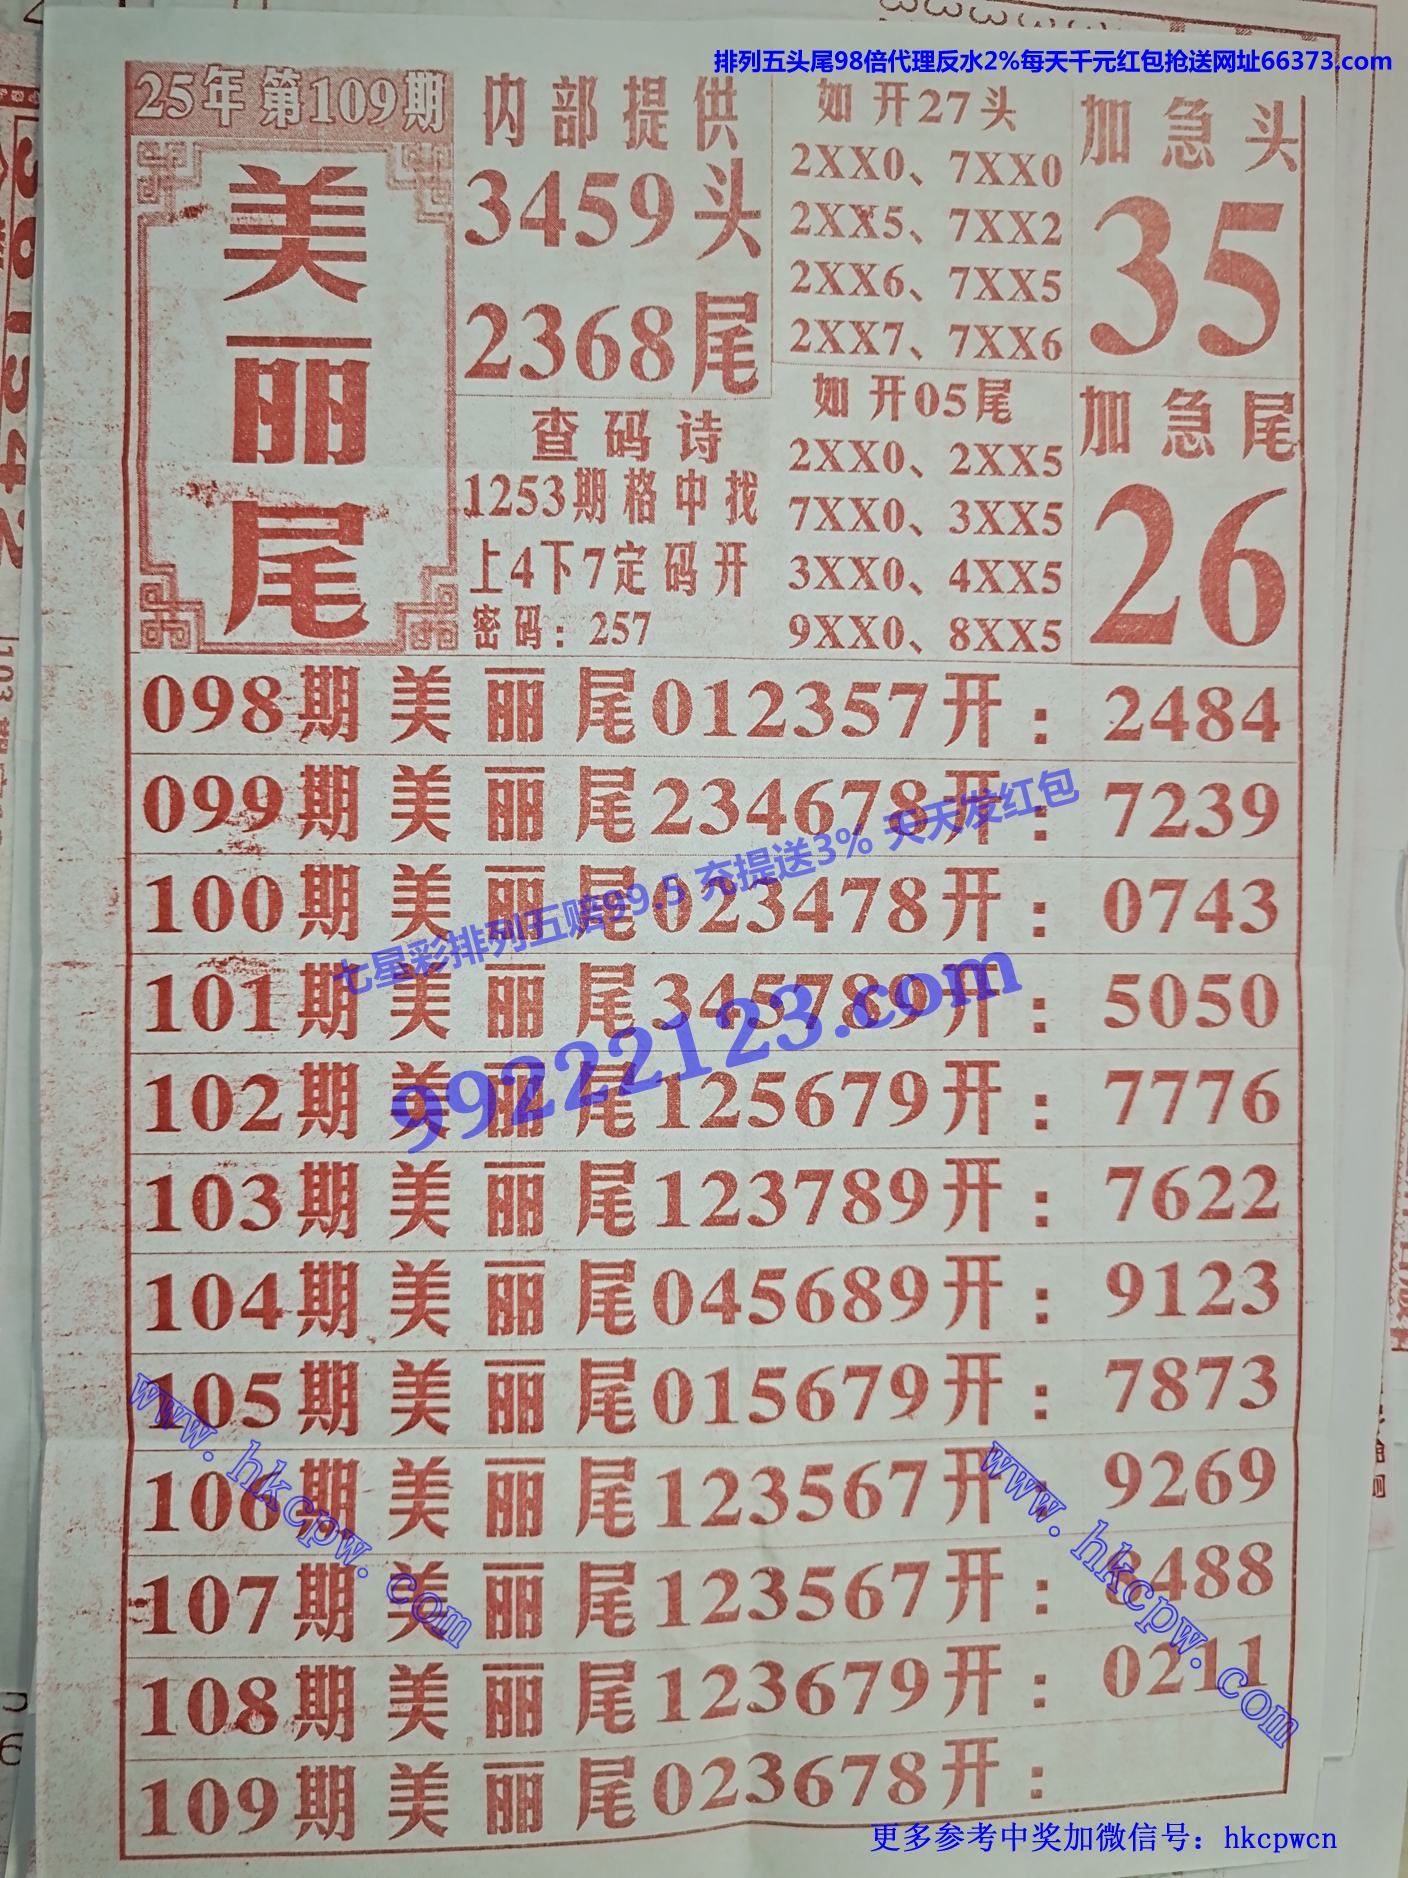 排列五头尾98倍代理反水2%每天千元红包抢送网址66373.com
25年第109期
美丽尾
内部提供
3459头
2368尾
查码诗
1253期格中找
上4下7定码开
密码：257
如开27头
2XX0、7XX0
2XX5、7XX2
2XX6、7XX5
2XX7、7XX6
如开05尾
2XX0、2XX5
7XX0、3XX5
3XX0、4XX5
9XX0、8XX5
加急头
35
加急尾
26
098期美丽尾012357开：2484
099期美丽尾234678开：7239
100期美丽尾023478开：0743
101期美丽尾345789开：5050
102期美丽尾125679开：7776
103期美丽尾123789开：7622
104期美丽尾045689开：9123
105期美丽尾015679开：7873
106期美丽尾123567开：9269
107期美丽尾123567开：8488
108期美丽尾123679开：0211
109期美丽尾023678开：
七星彩排列五赔99.5 充提送3% 天天发红包
99222123.com
www.hkcpw.com
www.hkcpw.com
更多参考中奖加微信号：hkcpwcn